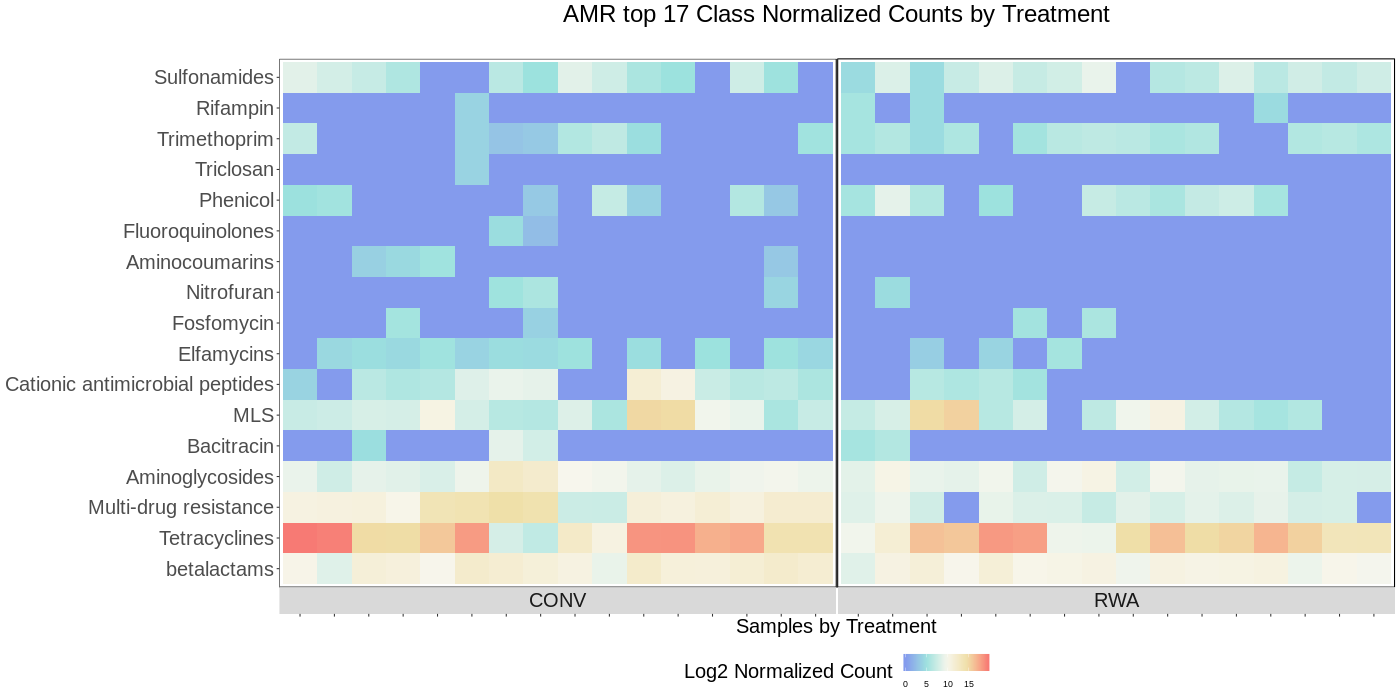 AMR top 17 Class Normalized Counts by Treatment
Sulfonamides
Rifampin
Trimethoprim
Triclosan
Phenicol
Fluoroquinolones
Aminocoumarins
Nitrofuran
Fosfomycin
Elfamycins
Cationic antimicrobial peptides
MLS
Bacitracin
Aminoglycosides
Multi-drug resistance
Tetracyclines
betalactams
CONV RWA
Samples by Treatment
Log2 Normalized Count
0 5 10 15